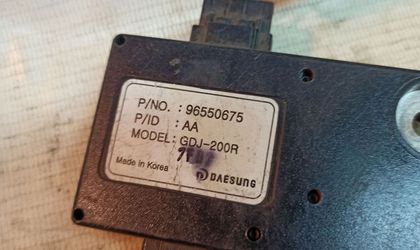 P/NO. : 96550675
P/ID : AA
MODEL: GDJ-200R
Made in Korea
DAESUNG